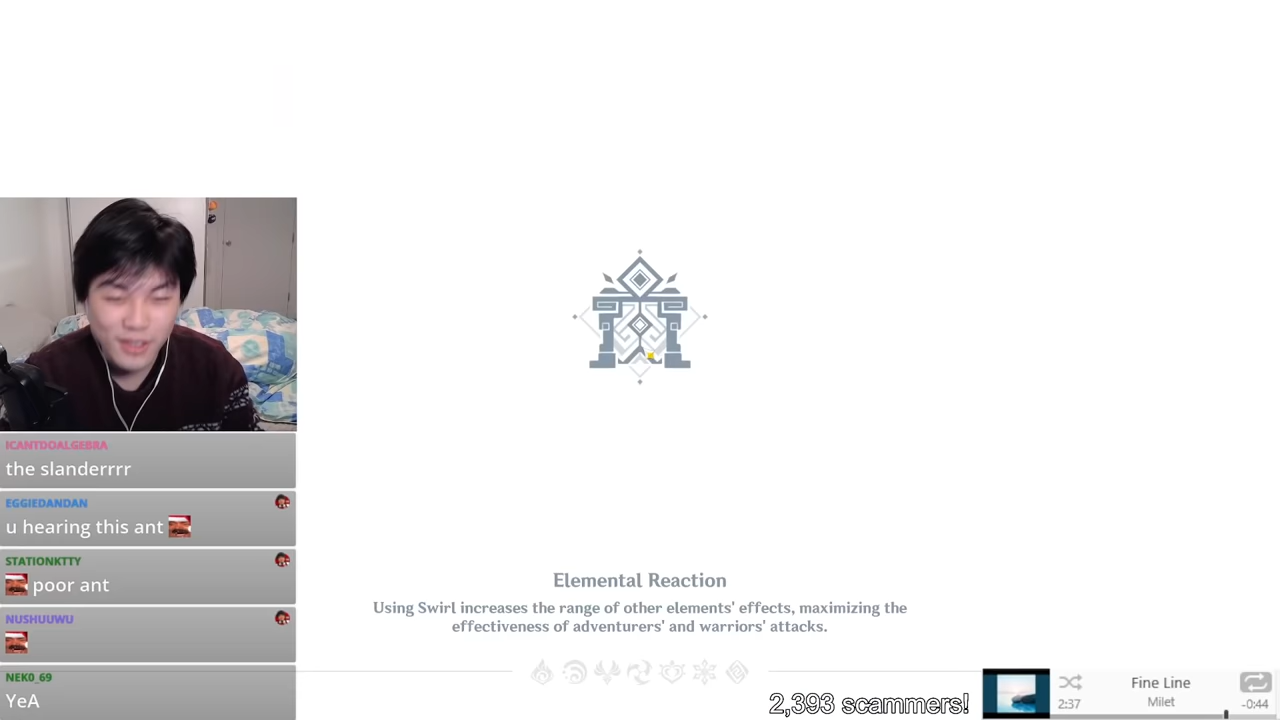 ICANTDOALGEBRA
the slanderrrr
EGGIEDANDAN
u hearing this ant
STATIONKTTY
poor ant
NUSHUUWU
NEK0_69
YeA
Elemental Reaction
Using Swirl increases the range of other elements' effects, maximizing the
effectiveness of adventurers' and warriors' attacks.
2,393 scammers!
Fine Line
Milet
2:37
-0:44